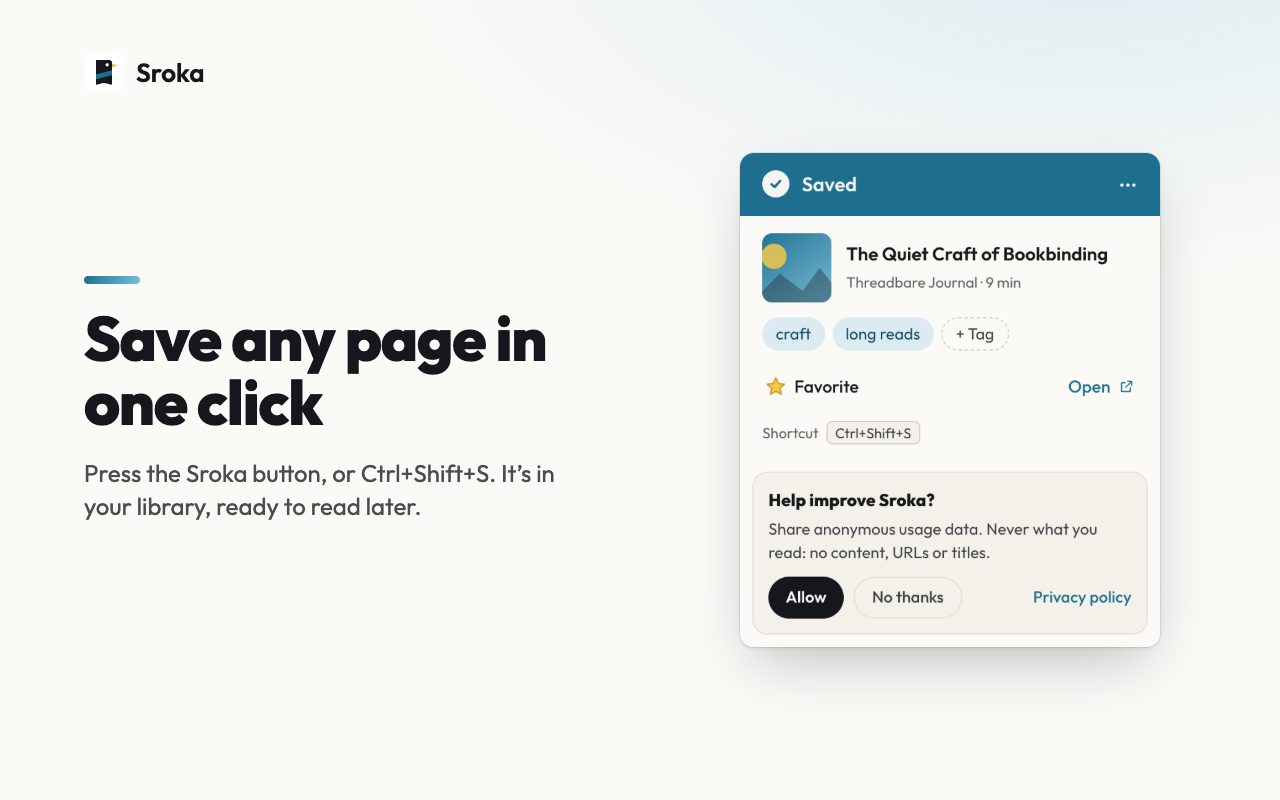 Sroka
Save any page in
one click
Press the Sroka button, or Ctrl+Shift+S. It’s in
your library, ready to read later.
Saved
The Quiet Craft of Bookbinding
Threadbare Journal · 9 min
craft
long reads
+ Tag
Favorite
Open
Shortcut
Ctrl+Shift+S
Help improve Sroka?
Share anonymous usage data. Never what you
read: no content, URLs or titles.
Allow
No thanks
Privacy policy